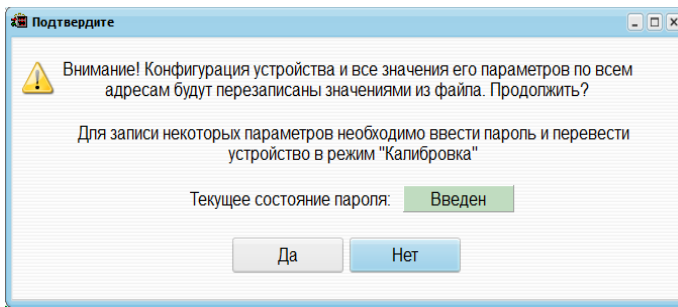 Подтвердите
Внимание! Конфигурация устройства и все значения его параметров по всем
адресам будут перезаписаны значениями из файла. Продолжить?
Для записи некоторых параметров необходимо ввести пароль и перевести
устройство в режим "Калибровка"
Текущее состояние пароля: Введен
Да Нет